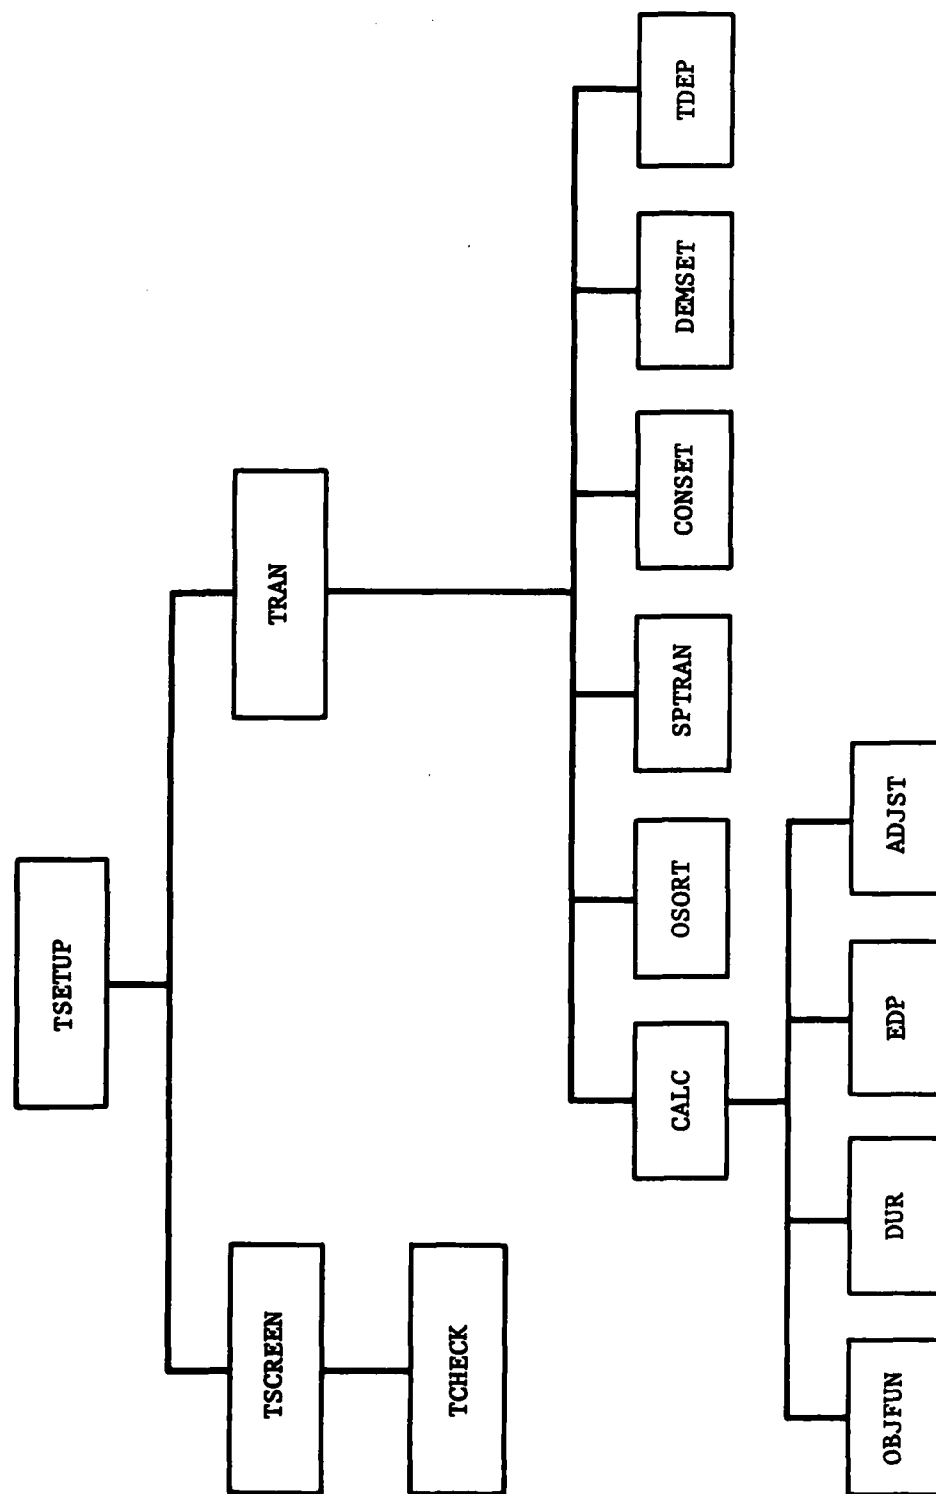 TSETUP
TSCREEN
TRAN
TCHECK
CALC
OSORT
SPTRAN
CONSET
DEMSET
TDEP
OBJFUN
DUR
EDP
ADJST